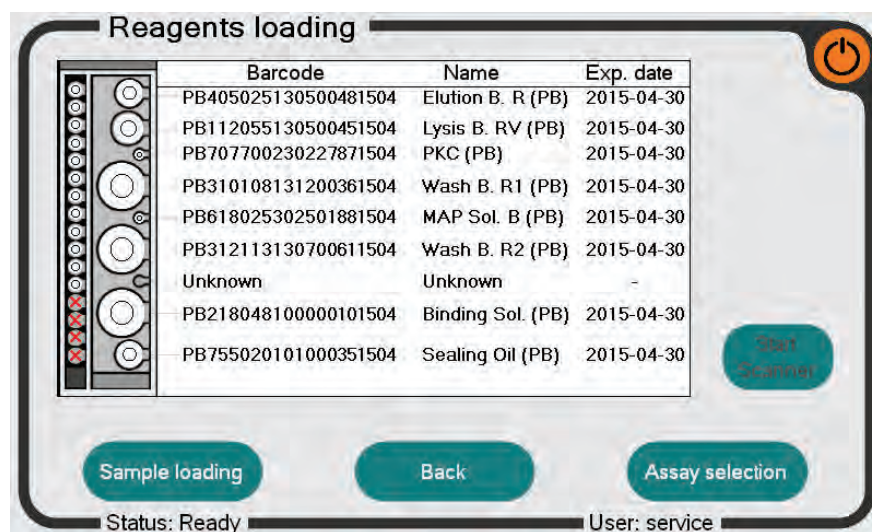 Reagents loading
Barcode Name Exp. date
PB405025130500481504 Elution B. R (PB) 2015-04-30
PB112055130500451504 Lysis B. RV (PB) 2015-04-30
PB707700230227871504 PKC (PB) 2015-04-30
PB310108131200361504 Wash B. R1 (PB) 2015-04-30
PB618025302501881504 MAP Sol. B (PB) 2015-04-30
PB312113130700611504 Wash B. R2 (PB) 2015-04-30
Unknown Unknown -
PB218048100000101504 Binding Sol. (PB) 2015-04-30
PB755020101000351504 Sealing Oil (PB) 2015-04-30
Start
Scanner
Sample loading Back Assay selection
Status: Ready User: service